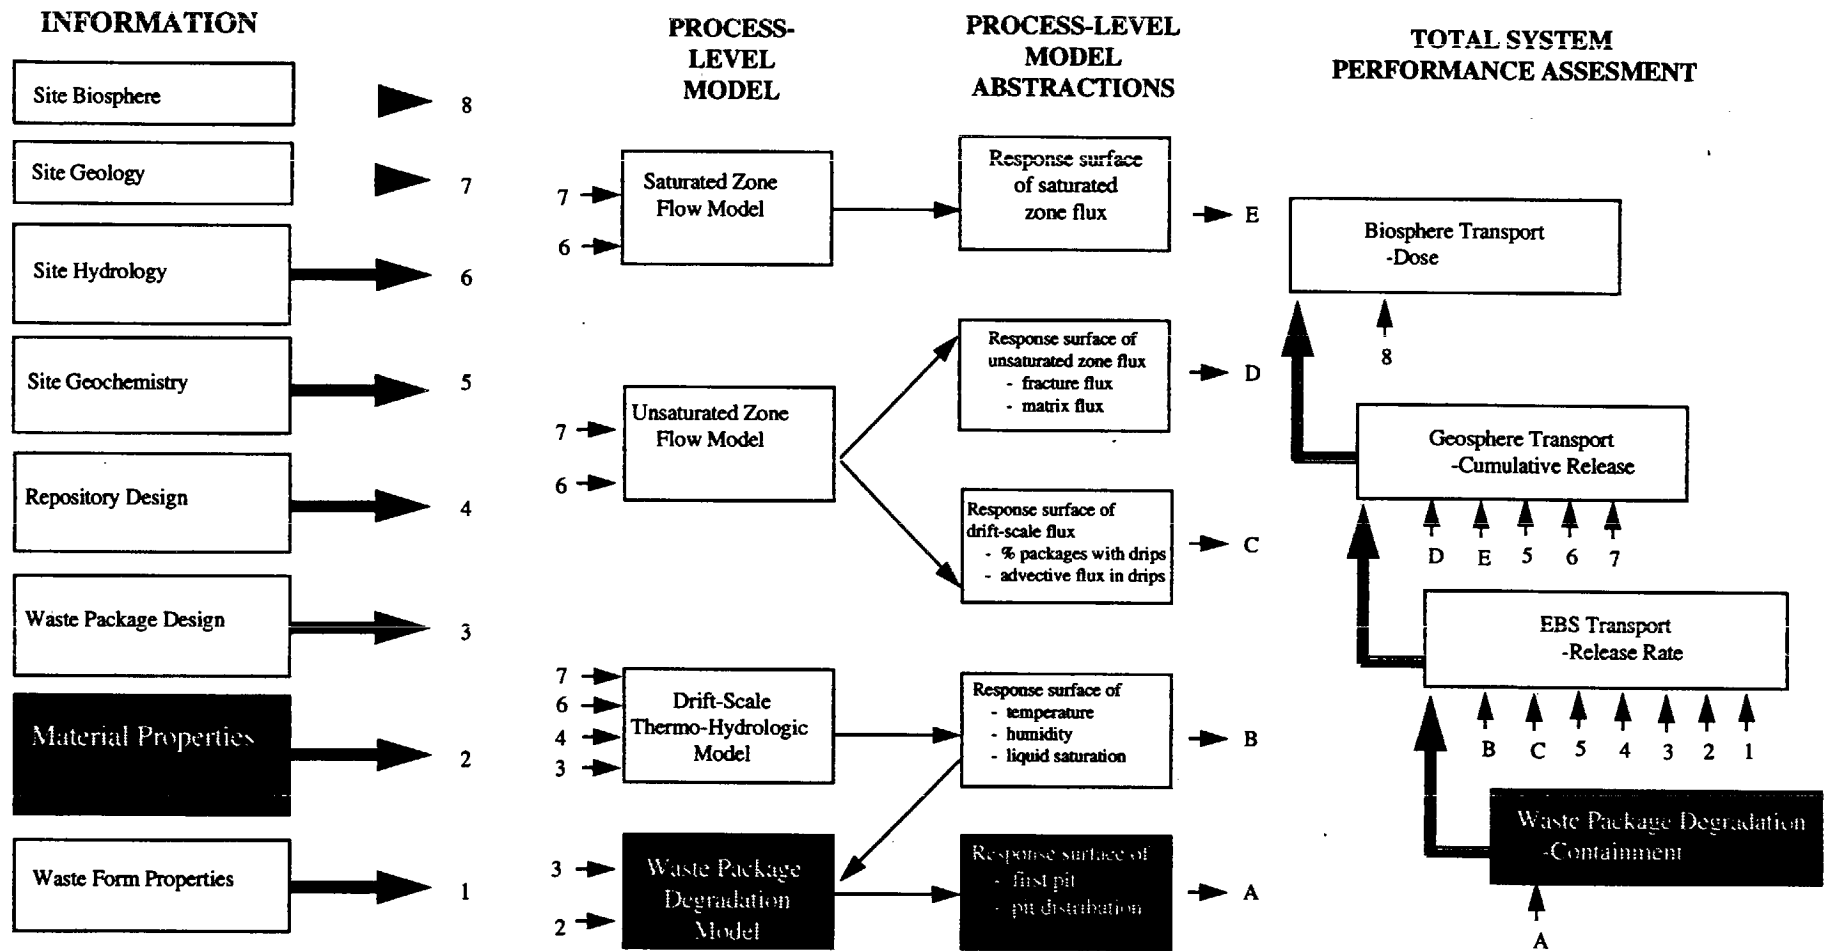 INFORMATION
Site Biosphere
8
Site Geology
7
Site Hydrology
6
Site Geochemistry
5
Repository Design
4
Waste Package Design
3
Material Properties
2
Waste Form Properties
1
PROCESS-
LEVEL
MODEL
7
6
Saturated Zone
Flow Model
7
6
Unsaturated Zone
Flow Model
7
6
4
3
Drift-Scale
Thermo-Hydrologic
Model
3
2
Waste Package
Degradation
Model
PROCESS-LEVEL
MODEL
ABSTRACTIONS
Response surface
of saturated
zone flux
E
Response surface of
unsaturated zone flux
- fracture flux
- matrix flux
D
Response surface of
drift-scale flux
- % packages with drips
- advective flux in drips
C
Response surface of
- temperature
- humidity
- liquid saturation
B
Response surface of
- first pit
- pit distribution
A
TOTAL SYSTEM
PERFORMANCE ASSESMENT
Biosphere Transport
-Dose
8
Geosphere Transport
-Cumulative Release
D E 5 6 7
EBS Transport
-Release Rate
B C 5 4 3 2 1
Waste Package Degradation
-Containment
A